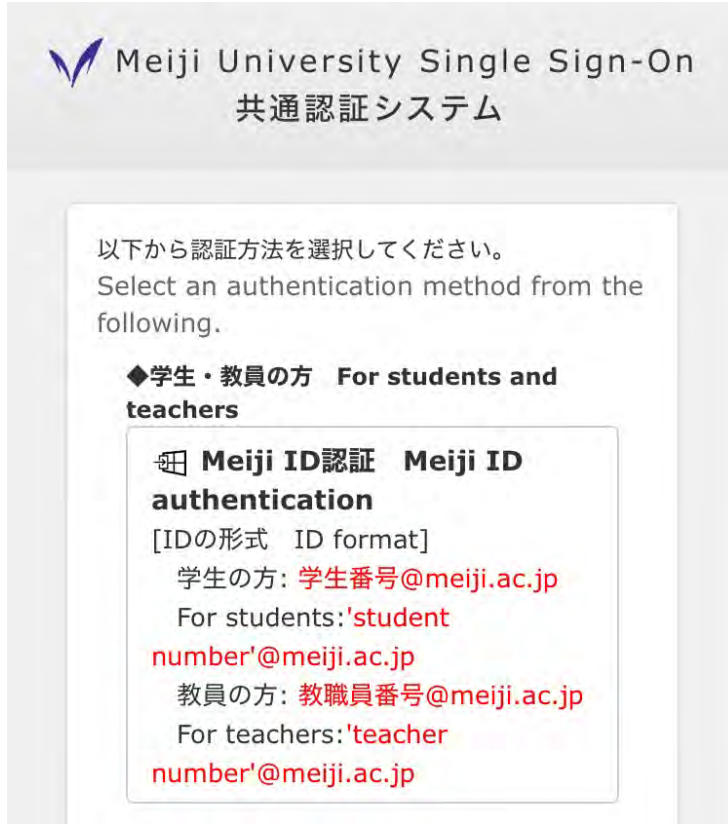 Meiji University Single Sign-On
共通認証システム
以下から認証方法を選択してください。
Select an authentication method from the
following.
◆学生・教員の方　For students and
teachers
Meiji ID認証　Meiji ID
authentication
[IDの形式　ID format]
学生の方: 学生番号@meiji.ac.jp
For students:'student
number'@meiji.ac.jp
教員の方: 教職員番号@meiji.ac.jp
For teachers:'teacher
number'@meiji.ac.jp